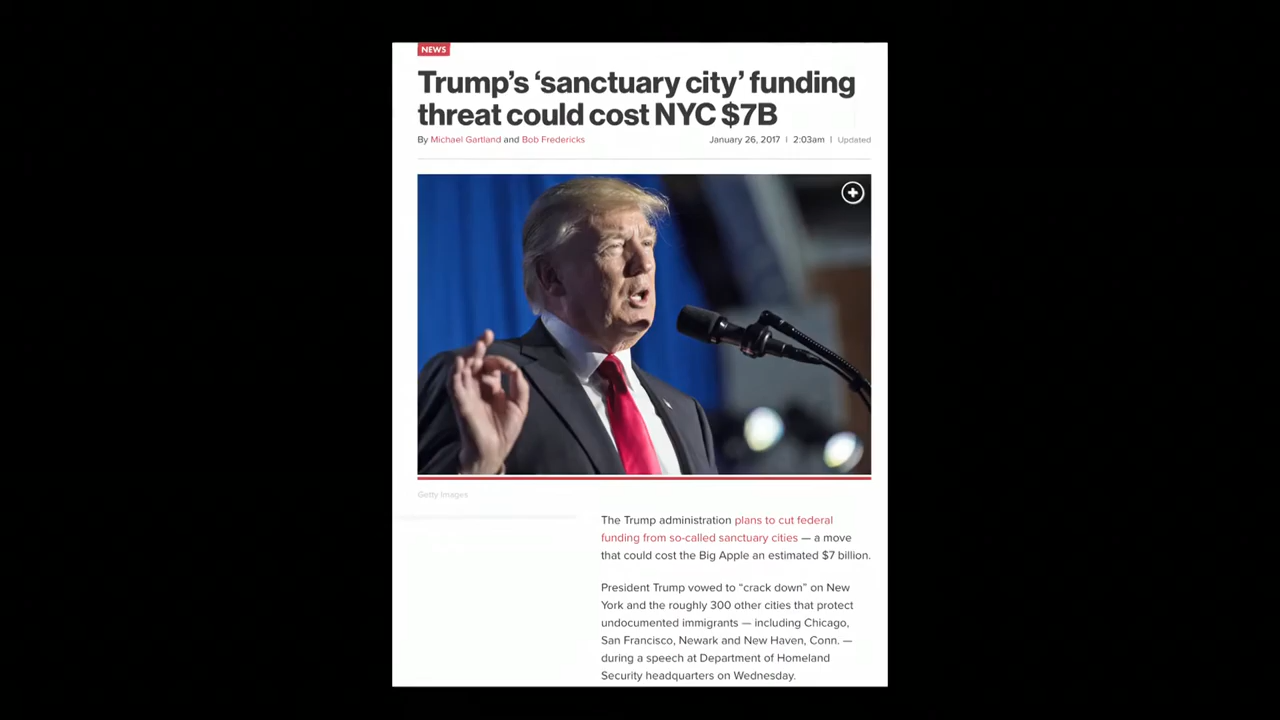 NEWS
Trump's ‘sanctuary city’ funding
threat could cost NYC $7B
By Michael Gartland and Bob Fredericks
January 26, 2017 | 2:03am | Updated
Getty Images
The Trump administration plans to cut federal
funding from so-called sanctuary cities — a move
that could cost the Big Apple an estimated $7 billion.
President Trump vowed to “crack down” on New
York and the roughly 300 other cities that protect
undocumented immigrants — including Chicago,
San Francisco, Newark and New Haven, Conn. —
during a speech at Department of Homeland
Security headquarters on Wednesday.